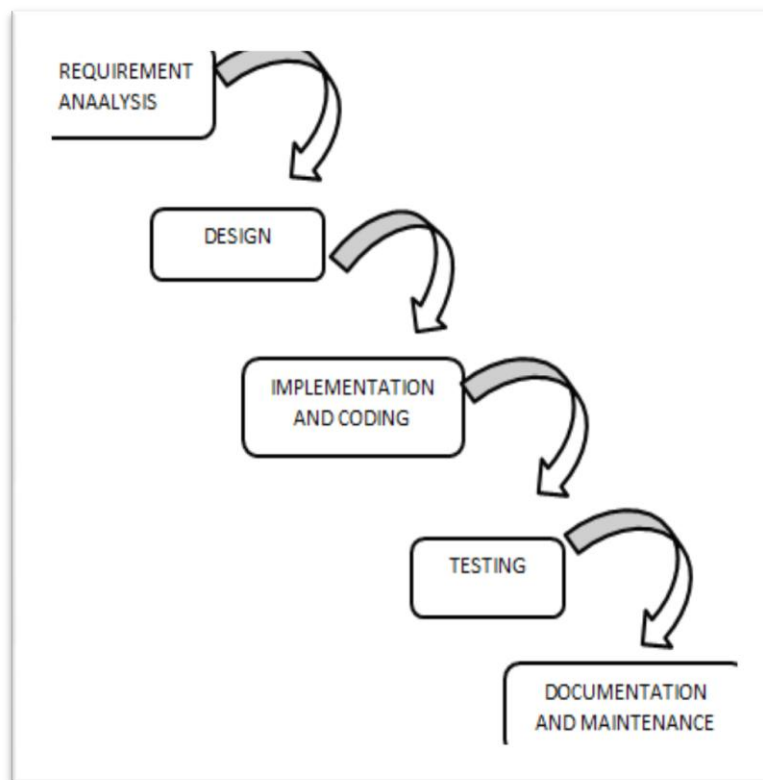 REQUIREMENT
ANAALYSIS
DESIGN
IMPLEMENTATION
AND CODING
TESTING
DOCUMENTATION
AND MAINTENANCE